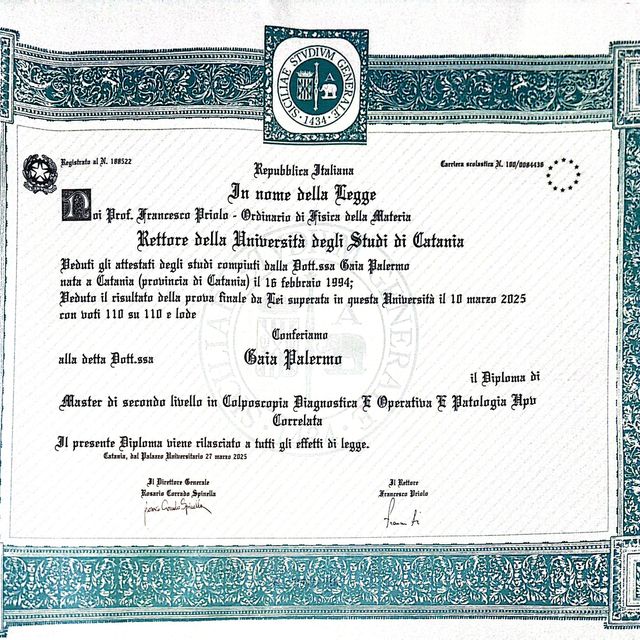 SICILIAE STVDIVM GENERALE
1434
Registrato al N. 188522
Carriera scolastica N. 180/0084436
Repubblica Italiana
In nome della Legge
Noi Prof. Francesco Priolo - Ordinario di Fisica della Materia
Rettore della Università degli Studi di Catania
Veduti gli attestati degli studi compiuti dalla Dott.ssa Gaia Palermo
nata a Catania (provincia di Catania) il 16 febbraio 1994;
Veduto il risultato della prova finale da Lei superata in questa Università il 10 marzo 2025
con voti 110 su 110 e lode
Conferiamo
alla detta Dott.ssa Gaia Palermo
il Diploma di
Master di secondo livello in Colposcopia Diagnostica E Operativa E Patologia Hpv
Correlata
Il presente Diploma viene rilasciato a tutti gli effetti di legge.
Catania, dal Palazzo Universitario 27 marzo 2025
Il Direttore Generale
Rosario Corrado Spinella
Il Rettore
Francesco Priolo